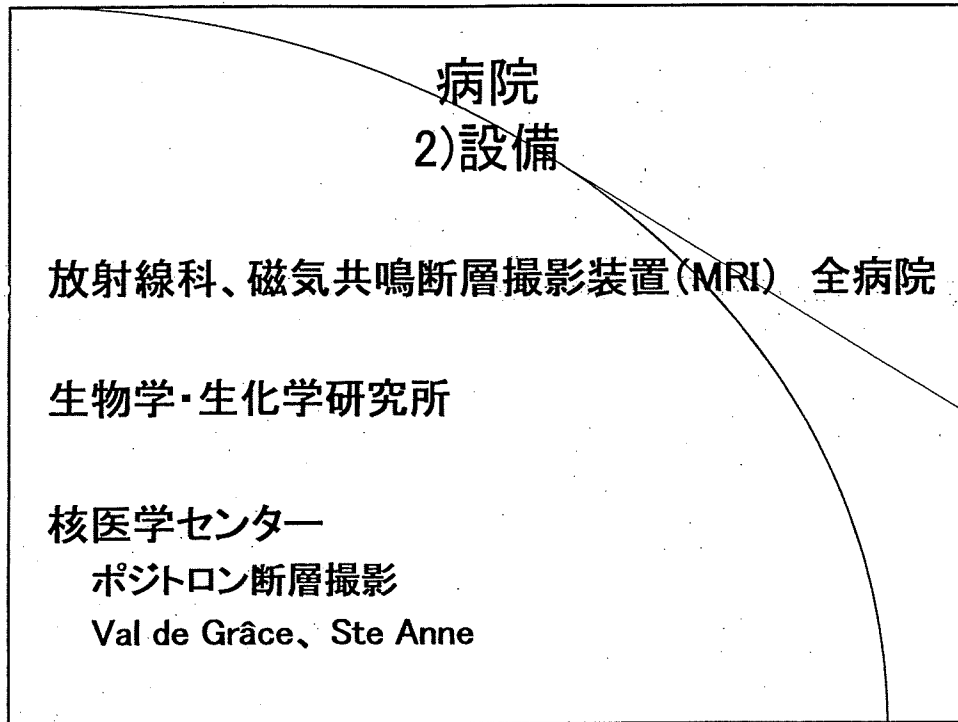 病院
2)設備
放射線科、磁気共鳴断層撮影装置(MRI)　全病院
生物学・生化学研究所
核医学センター
ポジトロン断層撮影
Val de Grâce、Ste Anne